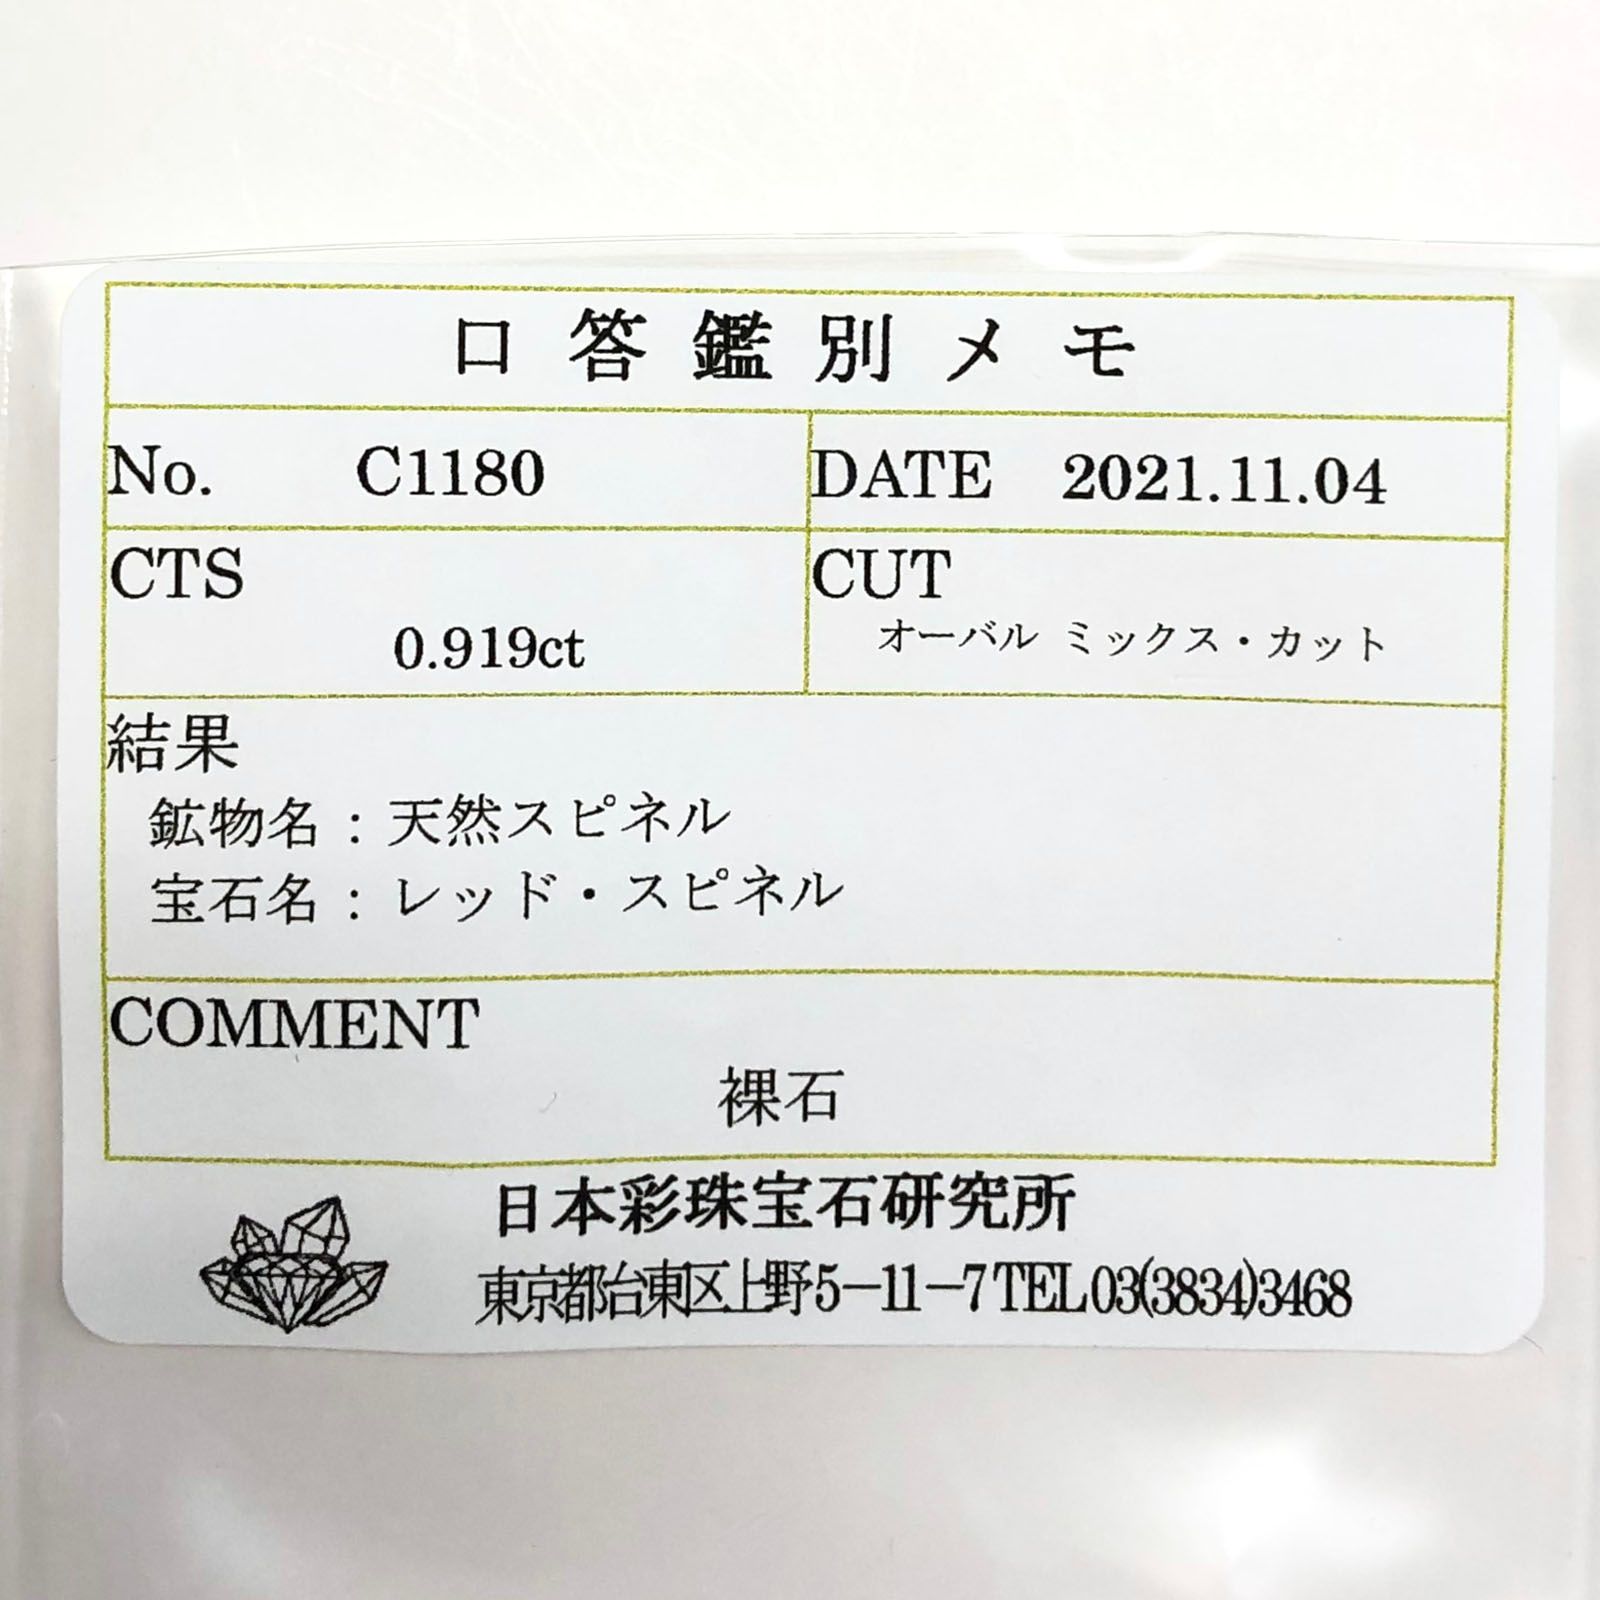 口答鑑別メモ
No. C1180 DATE 2021.11.04
CTS CUT
0.919ct オーバル ミックス・カット
結果
鉱物名：天然スピネル
宝石名：レッド・スピネル
COMMENT
裸石
日本彩珠宝石研究所
東京都台東区上野5－11－7 TEL 03(3834)3468